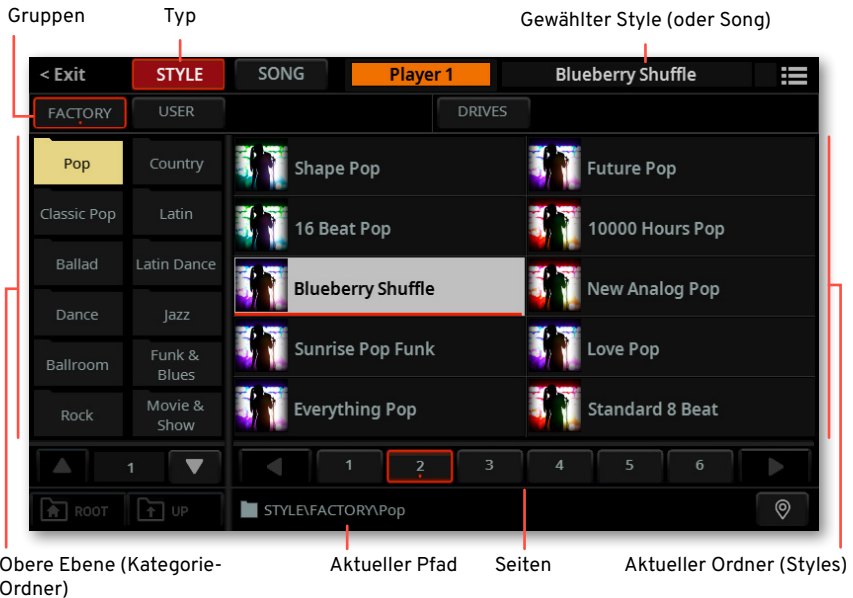 Gruppen
Typ
Gewählter Style (oder Song)
< Exit
STYLE
SONG
Player 1
Blueberry Shuffle
FACTORY
USER
DRIVES
Pop
Country
Classic Pop
Latin
Ballad
Latin Dance
Dance
Jazz
Ballroom
Funk &
Blues
Rock
Movie &
Show
Shape Pop
Future Pop
16 Beat Pop
10000 Hours Pop
Blueberry Shuffle
New Analog Pop
Sunrise Pop Funk
Love Pop
Everything Pop
Standard 8 Beat
1
1
2
3
4
5
6
ROOT
UP
STYLE\FACTORY\Pop
Obere Ebene (Kategorie-
Ordner)
Aktueller Pfad
Seiten
Aktueller Ordner (Styles)